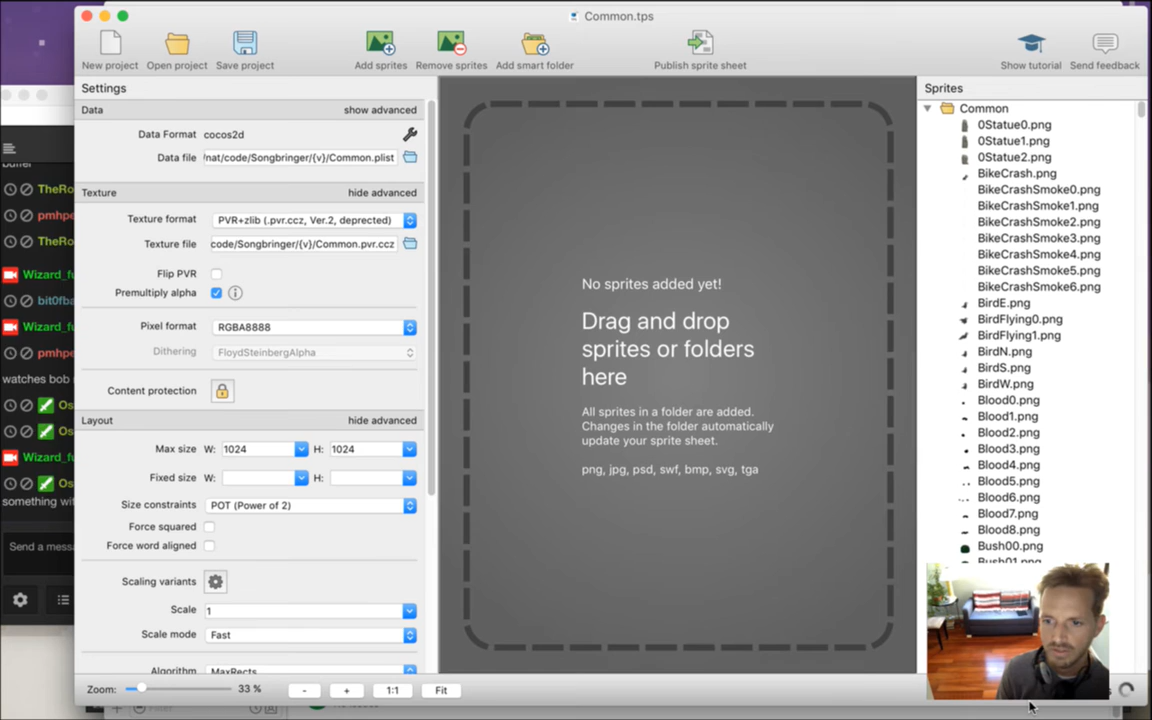 Common.tps
New project
Open project
Save project
Add sprites
Remove sprites
Add smart folder
Publish sprite sheet
Show tutorial
Send feedback
Settings
Data
show advanced
Data Format
cocos2d
Data file
/nat/code/Songbringer/{v}/Common.plist
Texture
hide advanced
Texture format
PVR+zlib (.pvr.ccz, Ver.2, deprected)
Texture file
code/Songbringer/{v}/Common.pvr.ccz
Flip PVR
Premultiply alpha
Pixel format
RGBA8888
Dithering
FloydSteinbergAlpha
Content protection
Layout
hide advanced
Max size
W:
1024
H:
1024
Fixed size
W:
H:
Size constraints
POT (Power of 2)
Force squared
Force word aligned
Scaling variants
Scale
1
Scale mode
Fast
Algorithm
MaxRects
Zoom:
33 %
-
+
1:1
Fit
No sprites added yet!
Drag and drop
sprites or folders
here
All sprites in a folder are added.
Changes in the folder automatically
update your sprite sheet.
png, jpg, psd, swf, bmp, svg, tga
Sprites
Common
0Statue0.png
0Statue1.png
0Statue2.png
BikeCrash.png
BikeCrashSmoke0.png
BikeCrashSmoke1.png
BikeCrashSmoke2.png
BikeCrashSmoke3.png
BikeCrashSmoke4.png
BikeCrashSmoke5.png
BikeCrashSmoke6.png
BirdE.png
BirdFlying0.png
BirdFlying1.png
BirdN.png
BirdS.png
BirdW.png
Blood0.png
Blood1.png
Blood2.png
Blood3.png
Blood4.png
Blood5.png
Blood6.png
Blood7.png
Blood8.png
Bush00.png
Bush01.png
TheRo
pmhpe
TheRo
Wizard_fu
bit0fba
Wizard_fu
pmhpe
watches bob
Os
Os
Wizard_fu
Os
something wit
Send a messa